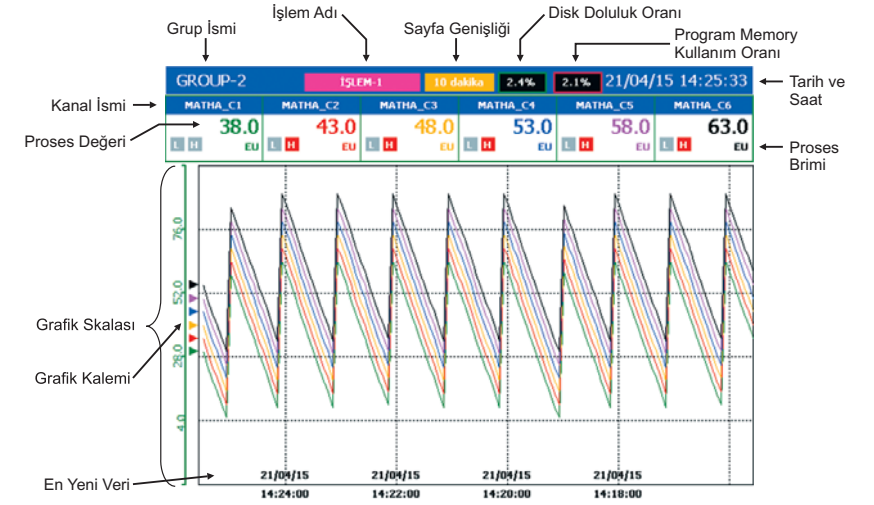 İşlem Adı
Disk Doluluk Oranı
Grup İsmi
Sayfa Genişliği
Program Memory
Kullanım Oranı
GROUP-2
İŞLEM-1
10 dakika
2.4%
2.1%
21/04/15 14:25:33
Tarih ve
Saat
Kanal İsmi
MATHA_C1
MATHA_C2
MATHA_C3
MATHA_C4
MATHA_C5
MATHA_C6
Proses Değeri
38.0
43.0
48.0
53.0
58.0
63.0
L H EU
L H EU
L H EU
L H EU
L H EU
L H EU
Proses
Brimi
76.0
52.0
28.0
4.0
Grafik Skalası
Grafik Kalemi
En Yeni Veri
21/04/15
14:24:00
21/04/15
14:22:00
21/04/15
14:20:00
21/04/15
14:18:00